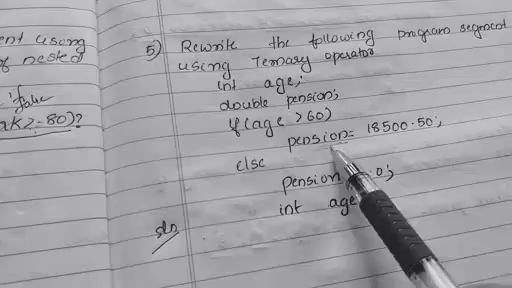 ent using
of nested
'false
(ak >= 80)?
5) Rewrite the following program segment
using Ternary operator
int age;
double pension;
if(age >60)
pension= 18500.50;
else
pension .0;
int age
sln